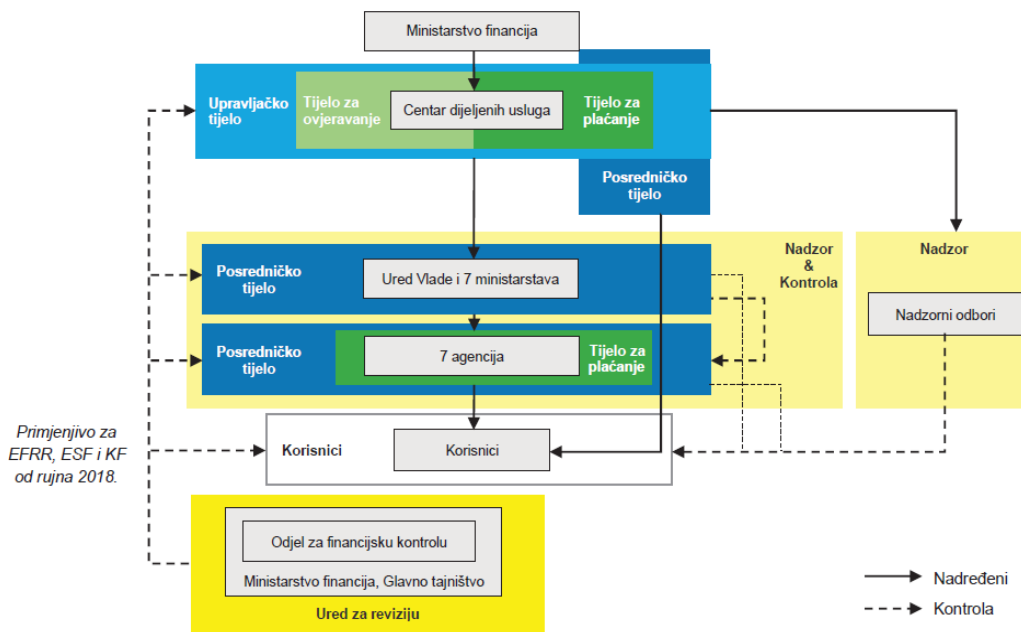 Ministarstvo financija
Upravljačko
tijelo
Tijelo za
ovjeravanje
Centar dijeljenih usluga
Tijelo za
plaćanje
Posredničko
tijelo
Nadzor
&
Kontrola
Nadzor
Posredničko
tijelo
Ured Vlade i 7 ministarstava
Nadzorni odbori
Posredničko
tijelo
7 agencija
Tijelo za
plaćanje
Primjenjivo za
EFRR, ESF i KF
od rujna 2018.
Korisnici
Korisnici
Odjel za financijsku kontrolu
Ministarstvo financija, Glavno tajništvo
Ured za reviziju
Nadređeni
Kontrola